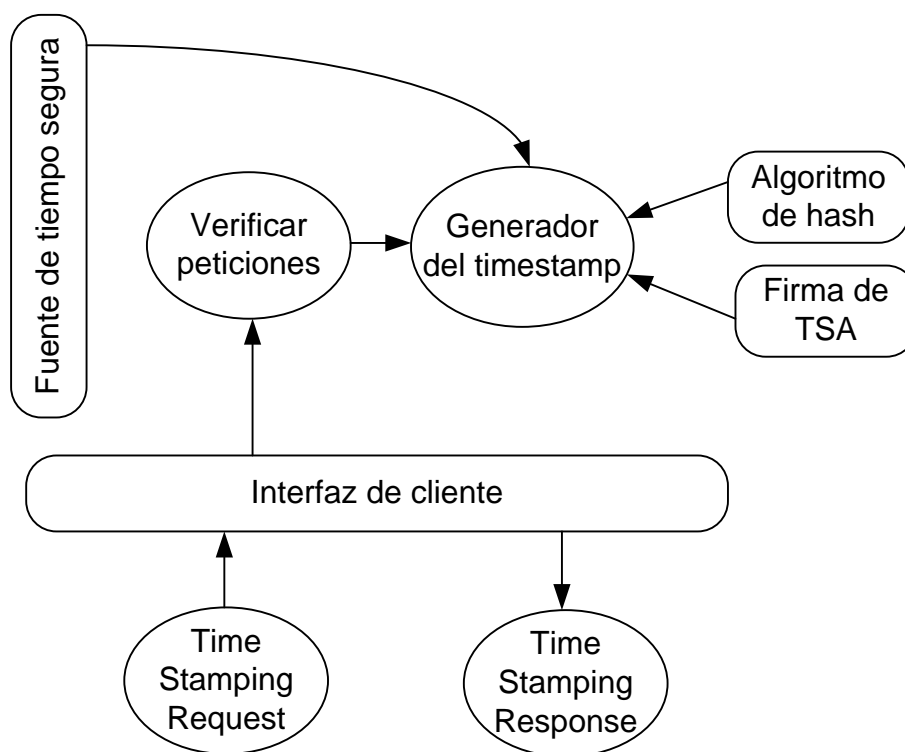 Fuente de tiempo segura
Verificar
peticiones
Generador
del timestamp
Algoritmo
de hash
Firma de
TSA
Interfaz de cliente
Time
Stamping
Request
Time
Stamping
Response